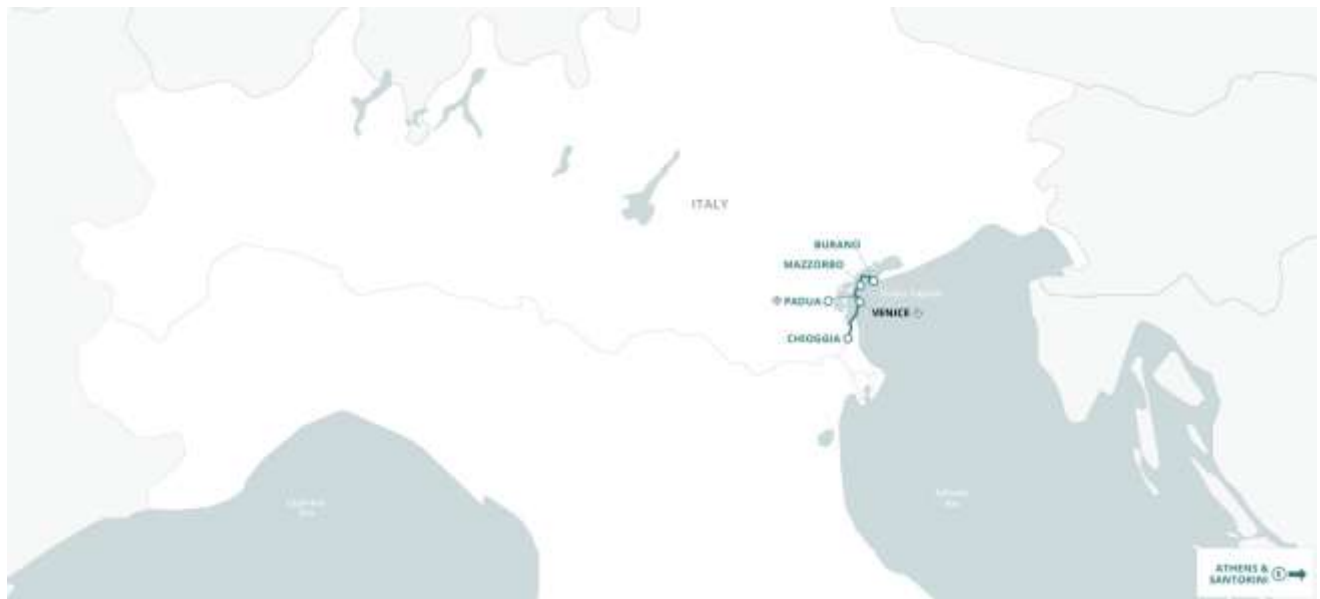 ITALY
BURANO
MAZZORBO
PADUA
VENICE
CHIOGGIA
ATHENS &
SANTORINI